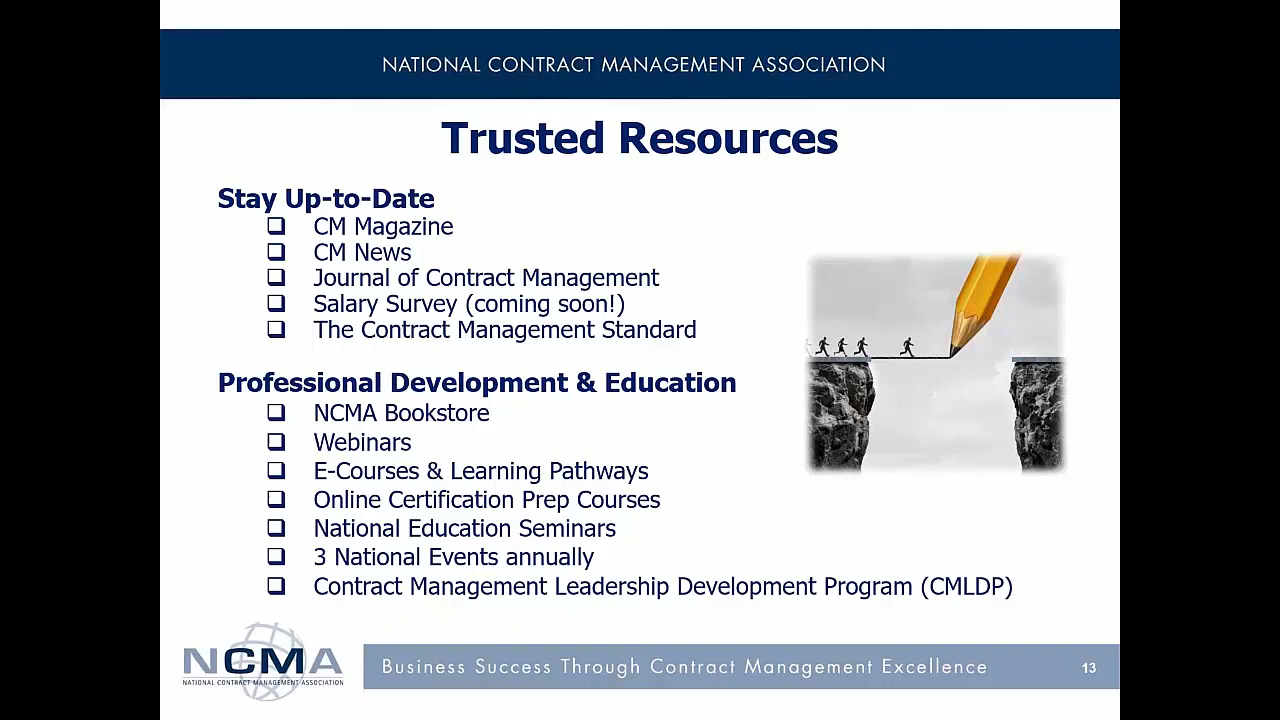 NATIONAL CONTRACT MANAGEMENT ASSOCIATION
Trusted Resources
Stay Up-to-Date
CM Magazine
CM News
Journal of Contract Management
Salary Survey (coming soon!)
The Contract Management Standard
Professional Development & Education
NCMA Bookstore
Webinars
E-Courses & Learning Pathways
Online Certification Prep Courses
National Education Seminars
3 National Events annually
Contract Management Leadership Development Program (CMLDP)
NCMA
NATIONAL CONTRACT MANAGEMENT ASSOCIATION
Business Success Through Contract Management Excellence
13